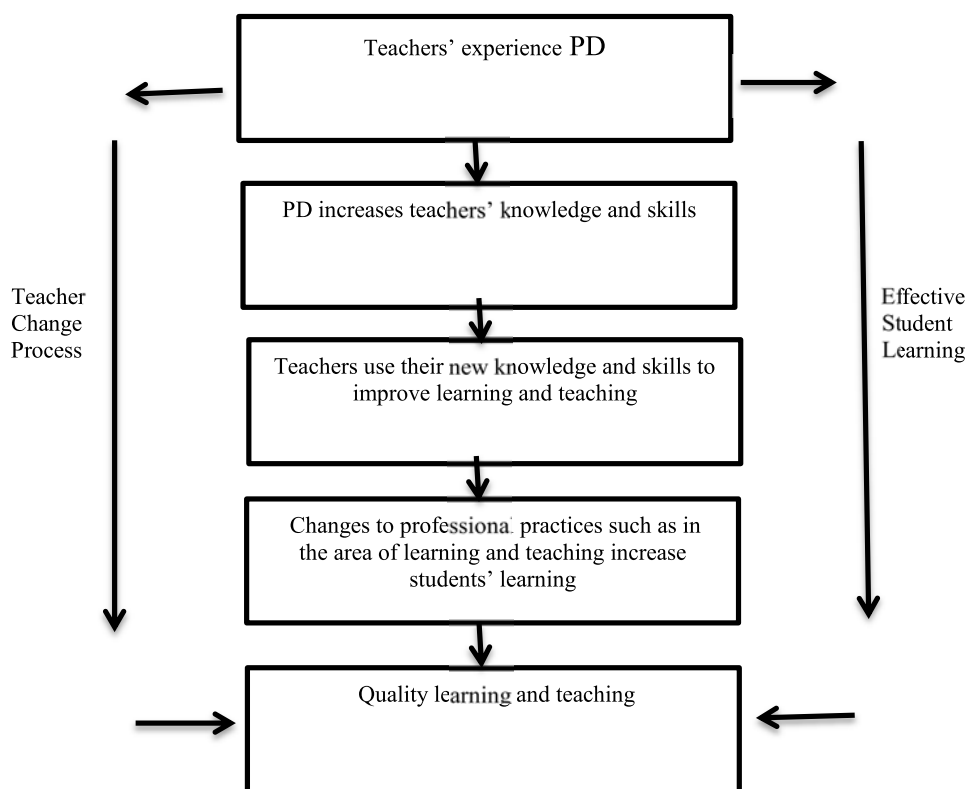 Teachers’ experience PD
PD increases teachers’ knowledge and skills
Teacher
Change
Process
Effective
Student
Learning
Teachers use their new knowledge and skills to
improve learning and teaching
Changes to professional practices such as in
the area of learning and teaching increase
students’ learning
Quality learning and teaching